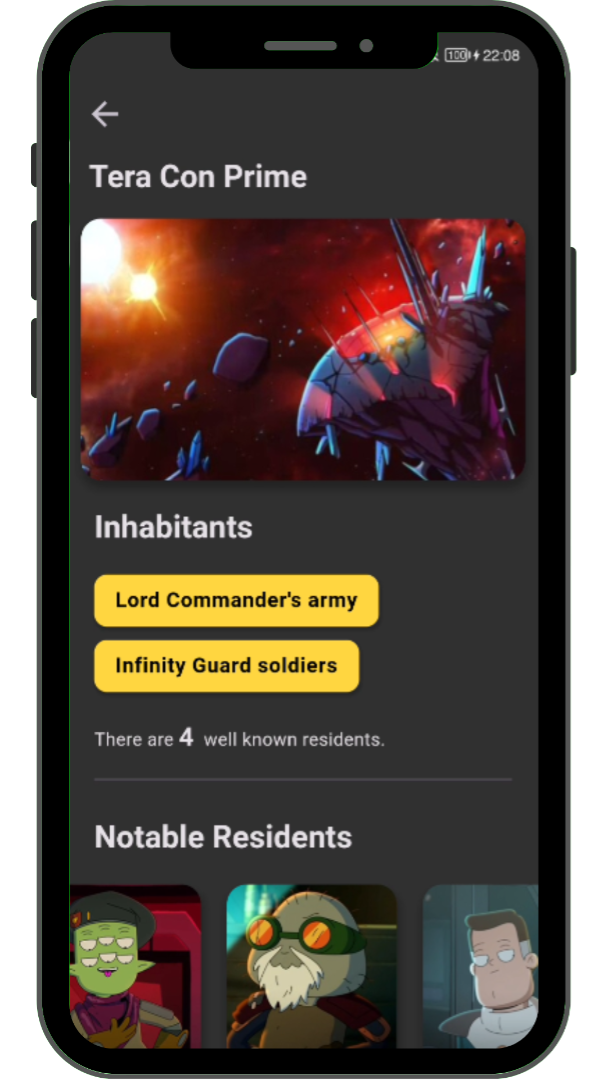 100 22:08
Tera Con Prime
Inhabitants
Lord Commander's army
Infinity Guard soldiers
There are 4 well known residents.
Notable Residents